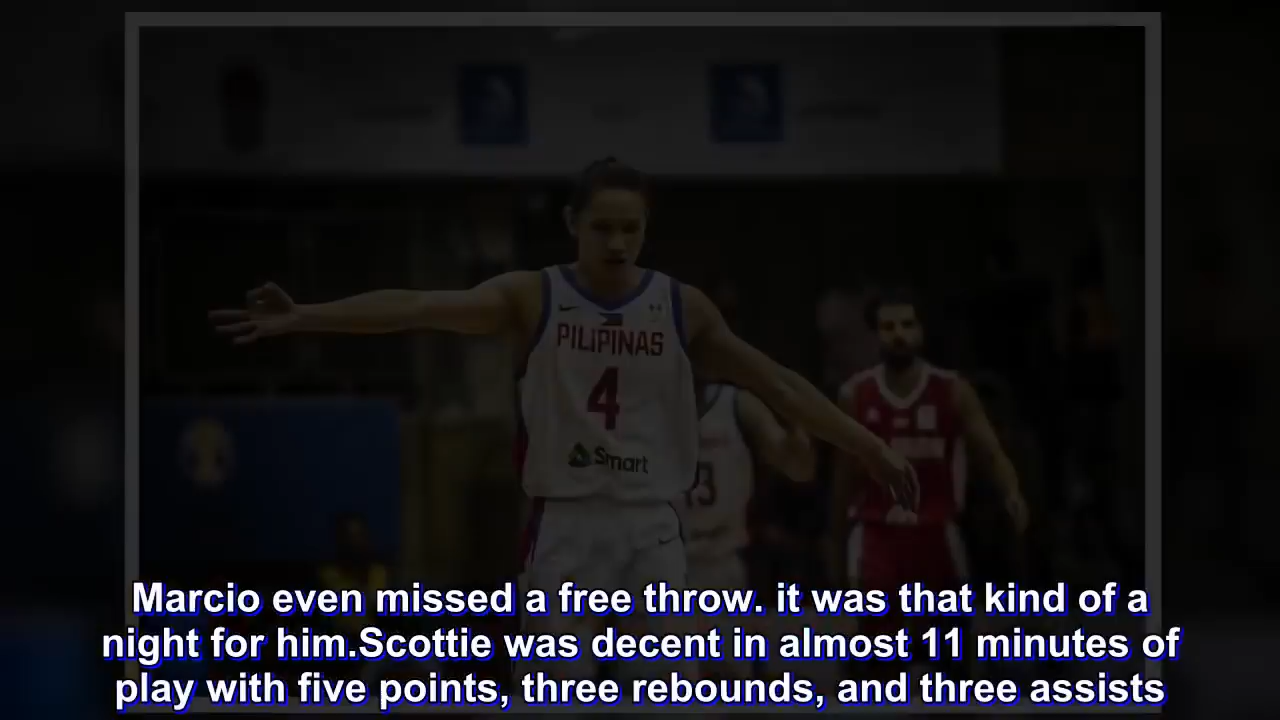 PILIPINAS
4
Smart
13
Marcio even missed a free throw. it was that kind of a
night for him.Scottie was decent in almost 11 minutes of
play with five points, three rebounds, and three assists